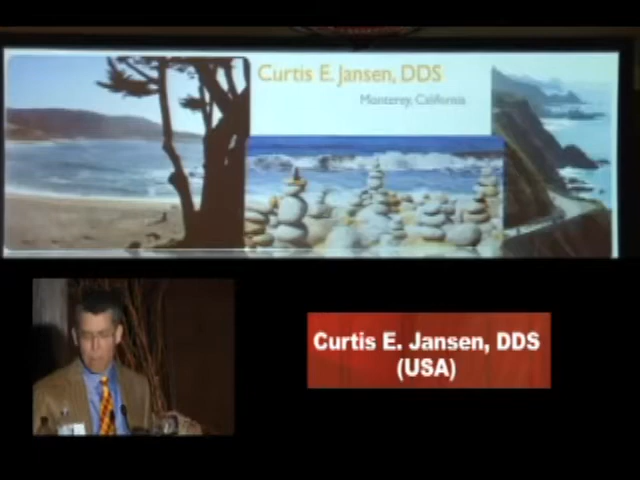 Curtis E. Jansen, DDS
Monterey, California
Curtis E. Jansen, DDS
(USA)